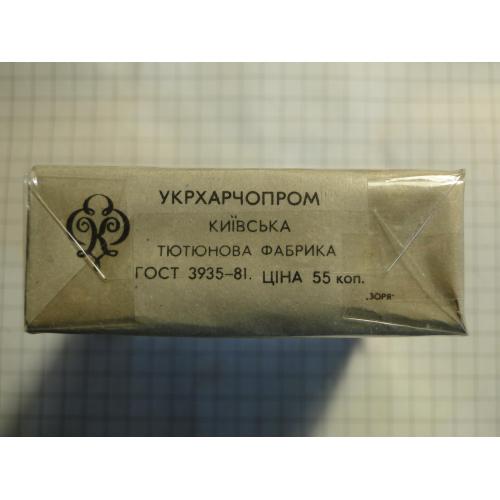 УКРХАРЧОПРОМ
КИЇВСЬКА
ТЮТЮНОВА ФАБРИКА
ГОСТ 3935-81. ЦІНА 55 коп.
„ЗОРЯ"